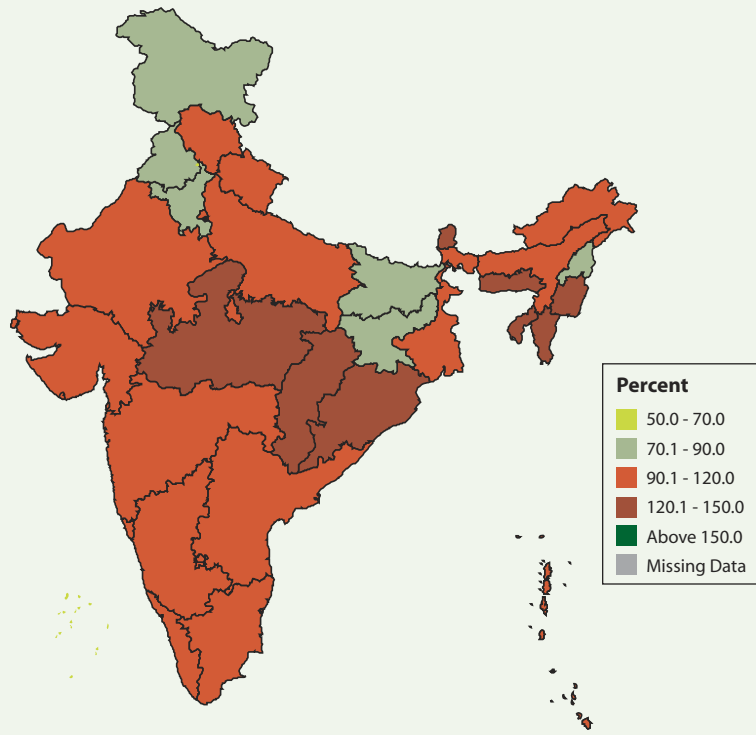 Percent
50.0 - 70.0
70.1 - 90.0
90.1 - 120.0
120.1 - 150.0
Above 150.0
Missing Data